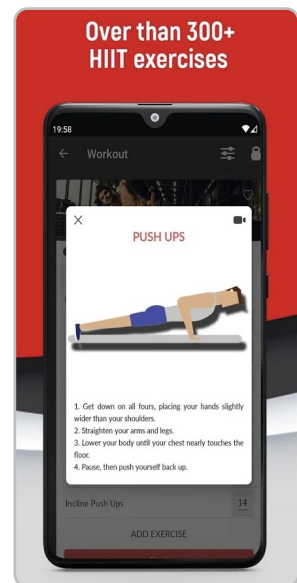 Over than 300+
HIIT exercises
19:58
Workout
PUSH UPS
1. Get down on all fours, placing your hands slightly
wider than your shoulders.
2. Straighten your arms and legs.
3. Lower your body until your chest nearly touches the
floor.
4. Pause, then push yourself back up.
Incline Push Ups 14
ADD EXERCISE